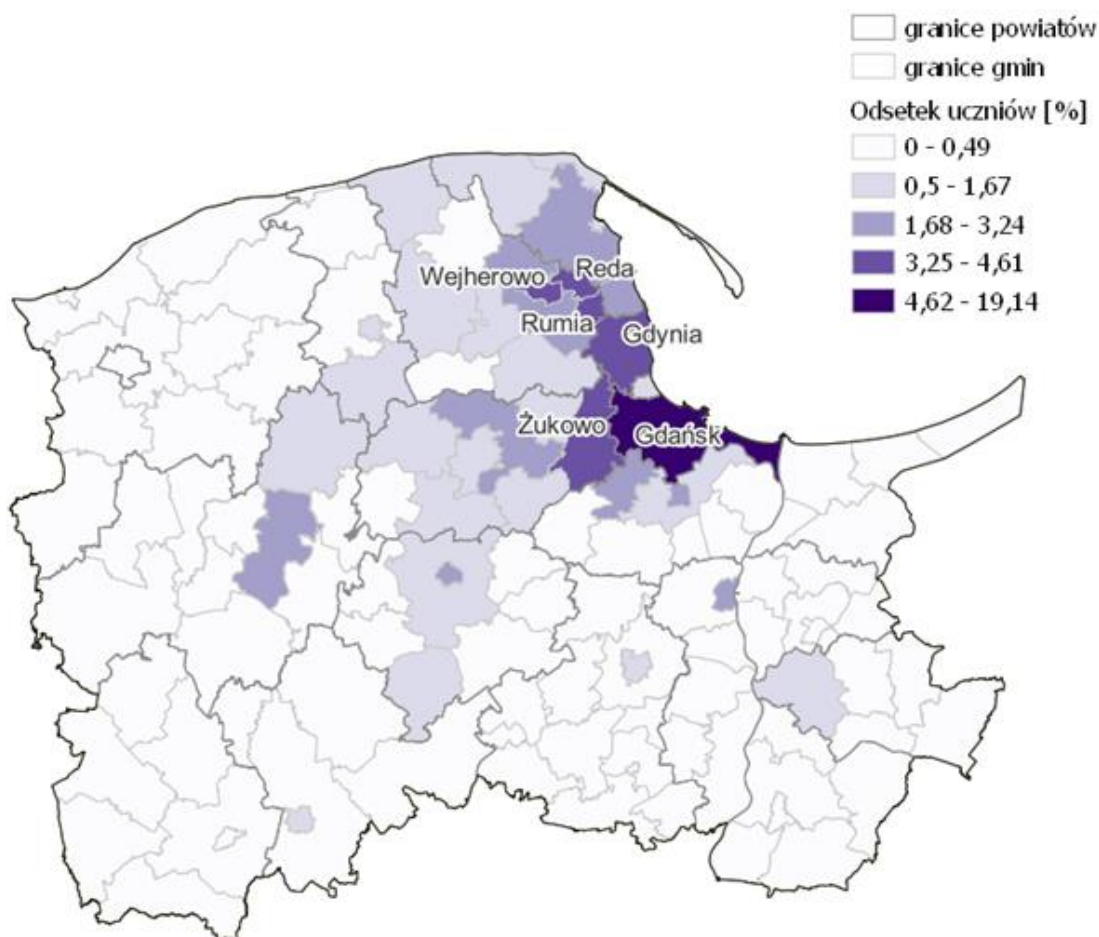 granice powiatów
granice gmin
Odsetek uczniów [%]
0 - 0,49
0,5 - 1,67
1,68 - 3,24
3,25 - 4,61
4,62 - 19,14
Wejherowo
Reda
Rumia
Gdynia
Żukowo
Gdańsk